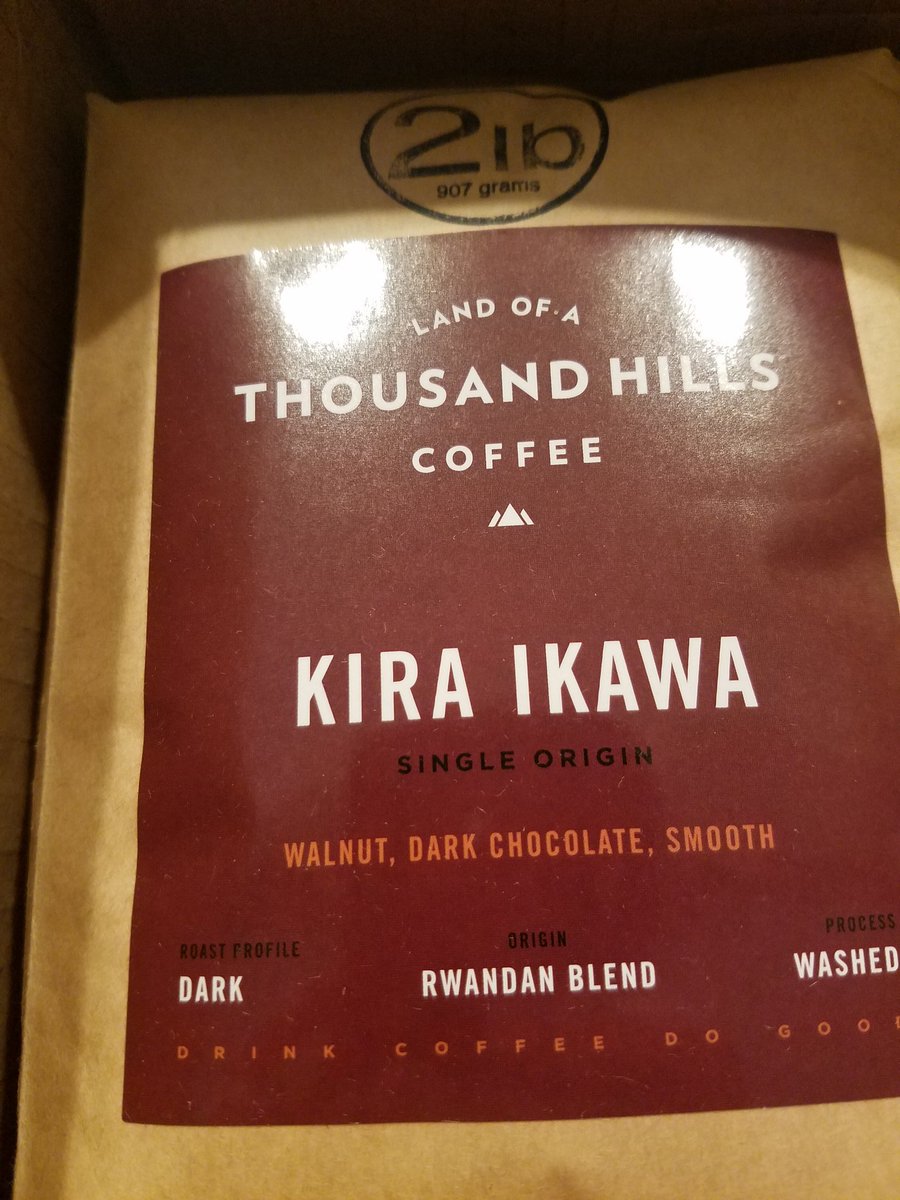 2lb
907 grams
LAND OF A
THOUSAND HILLS
COFFEE
KIRA IKAWA
SINGLE ORIGIN
WALNUT, DARK CHOCOLATE, SMOOTH
ROAST PROFILE
DARK
ORIGIN
RWANDAN BLEND
PROCESS
WASHED
DRINK COFFEE DO GOOD